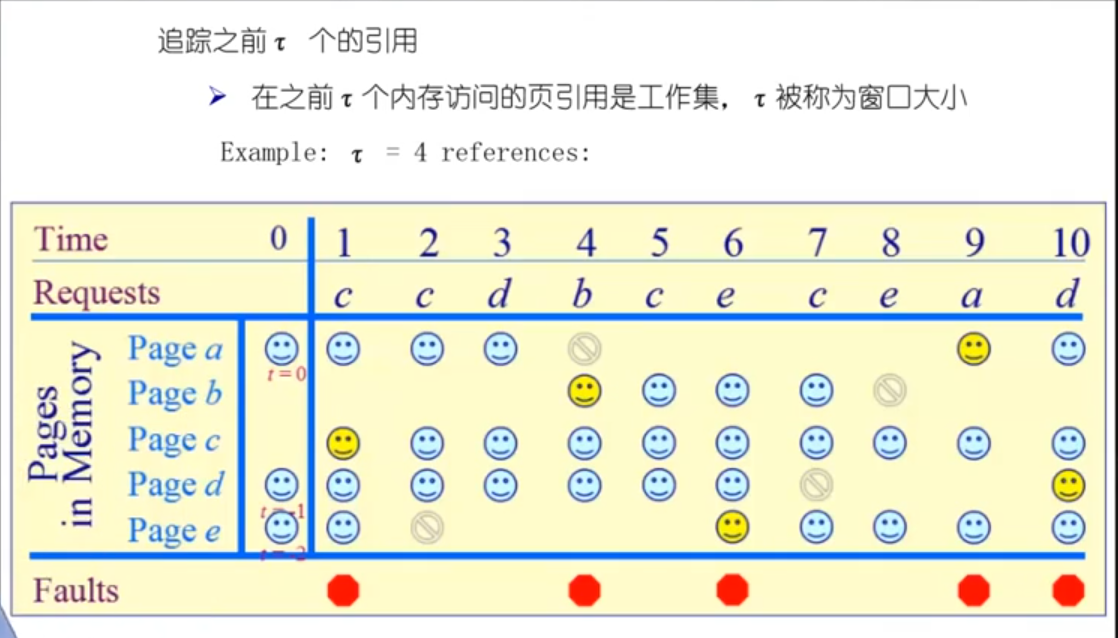 追踪之前 τ 个的引用
➢ 在之前 τ 个内存访问的页引用是工作集， τ 被称为窗口大小
Example: τ = 4 references:
Time 0 1 2 3 4 5 6 7 8 9 10
Requests c c d b c e c e a d
Pages in Memory
Page a
t = 0
Page b
Page c
Page d
t = -1
Page e
t = -2
Faults